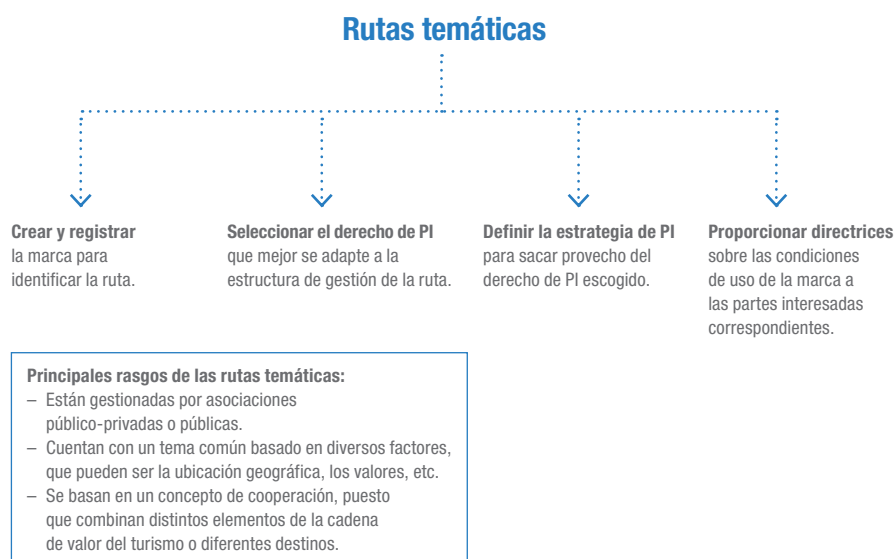 Rutas temáticas
Crear y registrar
la marca para
identificar la ruta.
Seleccionar el derecho de PI
que mejor se adapte a la
estructura de gestión de la ruta.
Definir la estrategia de PI
para sacar provecho del
derecho de PI escogido.
Proporcionar directrices
sobre las condiciones
de uso de la marca a
las partes interesadas
correspondientes.
Principales rasgos de las rutas temáticas:
– Están gestionadas por asociaciones
público-privadas o públicas.
– Cuentan con un tema común basado en diversos factores,
que pueden ser la ubicación geográfica, los valores, etc.
– Se basan en un concepto de cooperación, puesto
que combinan distintos elementos de la cadena
de valor del turismo o diferentes destinos.